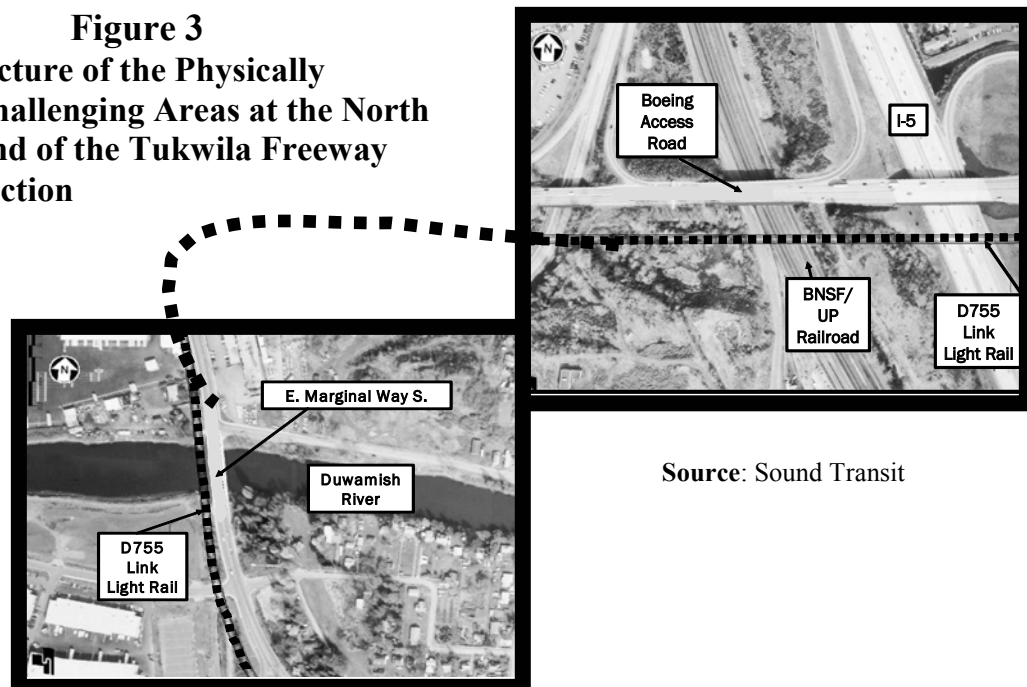 Figure 3
cture of the Physically
hallenging Areas at the North
nd of the Tukwila Freeway
ction
N
Boeing
Access
Road
I-5
BNSF/
UP
Railroad
D755
Link
Light Rail
N
E. Marginal Way S.
Duwamish
River
D755
Link
Light Rail
Source: Sound Transit